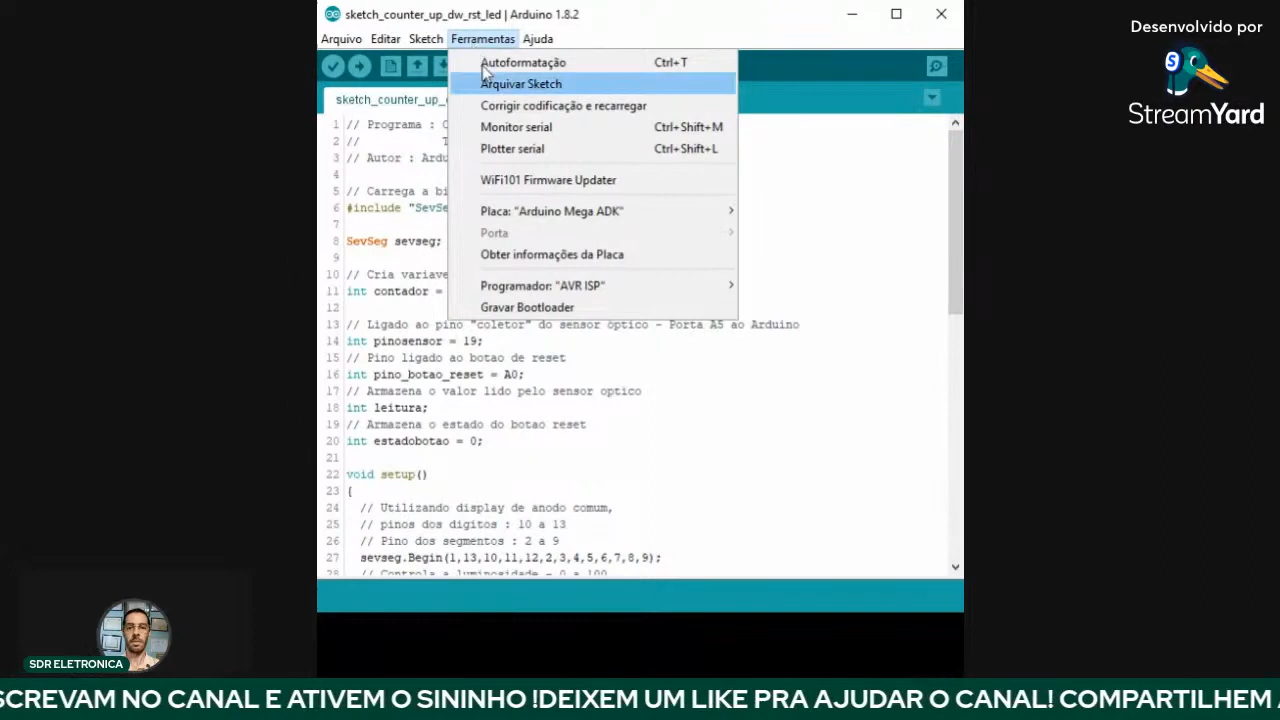 sketch_counter_up_dw_rst_led | Arduino 1.8.2
Arquivo Editar Sketch Ferramentas Ajuda
Desenvolvido por
StreamYard
Autoformatação Ctrl+T
Arquivar Sketch
Corrigir codificação e recarregar
Monitor serial Ctrl+Shift+M
Plotter serial Ctrl+Shift+L
WiFi101 Firmware Updater
Placa: "Arduino Mega ADK"
Porta
Obter informações da Placa
Programador: "AVR ISP"
Gravar Bootloader
sketch_counter_up_
1 // Programa : C
2 // T
3 // Autor : Ardu
4
5 // Carrega a bi
6 #include "SevSe
7
8 SevSeg sevseg;
9
10 // Cria variave
11 int contador =
12
13 // Ligado ao pino "coletor" do sensor optico - Porta A5 ao Arduino
14 int pinosensor = 19;
15 // Pino ligado ao botao de reset
16 int pino_botao_reset = A0;
17 // Armazena o valor lido pelo sensor optico
18 int leitura;
19 // Armazena o estado do botao reset
20 int estadobotao = 0;
21
22 void setup()
23 {
24 // Utilizando display de anodo comum,
25 // pinos dos digitos : 10 a 13
26 // Pino dos segmentos : 2 a 9
27 sevseg.Begin(1,13,10,11,12,2,3,4,5,6,7,8,9);
28 // Controla a luminosidade - 0 a 100
SDR ELETRONICA
SCREVAM NO CANAL E ATIVEM O SININHO !DEIXEM UM LIKE PRA AJUDAR O CANAL! COMPARTILHEM